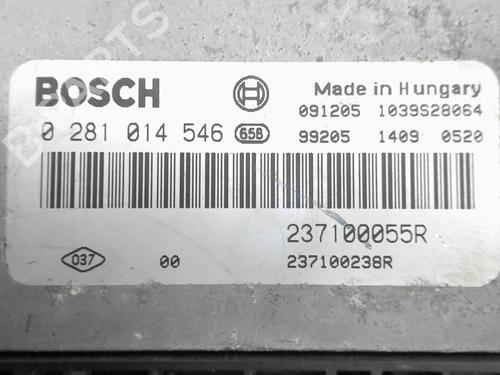 BOSCH
Made in Hungary
091205 1039S28064
0 281 014 546 658
99205 1409 0520
237100055R
037 00
237100238R